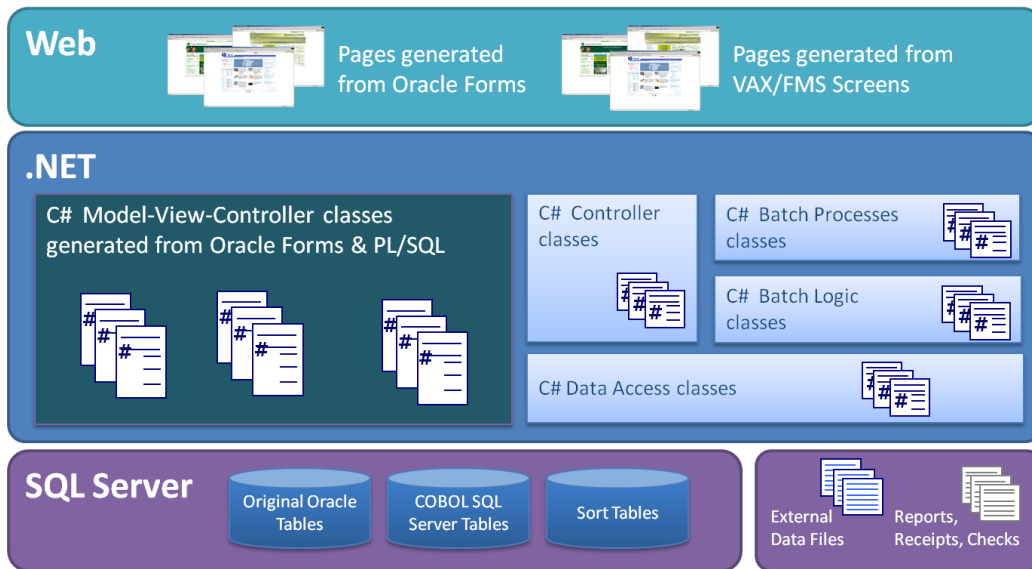 Web
Pages generated
from Oracle Forms
Pages generated from
VAX/FMS Screens
.NET
C# Model-View-Controller classes
generated from Oracle Forms & PL/SQL
#
#
#
#
#
#
#
#
#
C# Controller
classes
#
#
#
C# Batch Processes
classes
#
#
#
C# Batch Logic
classes
#
#
#
C# Data Access classes
#
#
#
SQL Server
Original Oracle
Tables
COBOL SQL
Server Tables
Sort Tables
External
Data Files
Reports,
Receipts, Checks